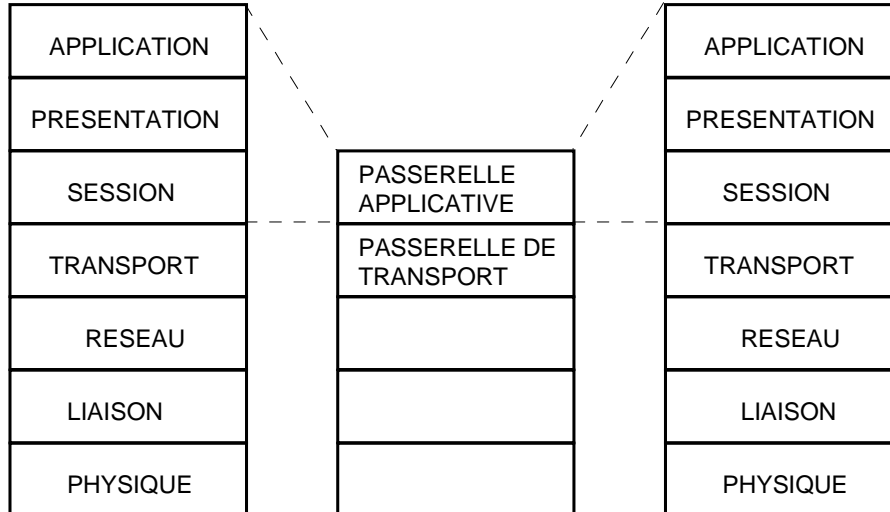 APPLICATION
PRESENTATION
SESSION
TRANSPORT
RESEAU
LIAISON
PHYSIQUE
PASSERELLE
APPLICATIVE
PASSERELLE DE
TRANSPORT
APPLICATION
PRESENTATION
SESSION
TRANSPORT
RESEAU
LIAISON
PHYSIQUE